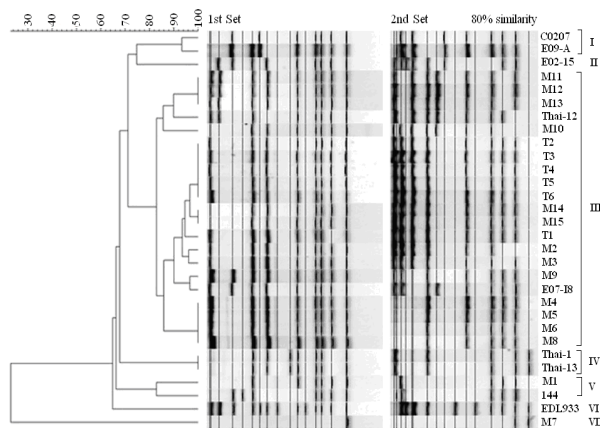 30 40 50 60 70 80 90 100
1st Set 2nd Set 80% similarity
C0207
E09-A
I
E02-15 II
M11
M12
M13
Thai-12
M10
T2
T3
T4
T5
T6
III
M14
M15
T1
M2
M3
M9
E07-I8
M4
M5
M6
M8
Thai-1
IV
Thai-13
M1
V
144
EDL933 VI
M7 VII